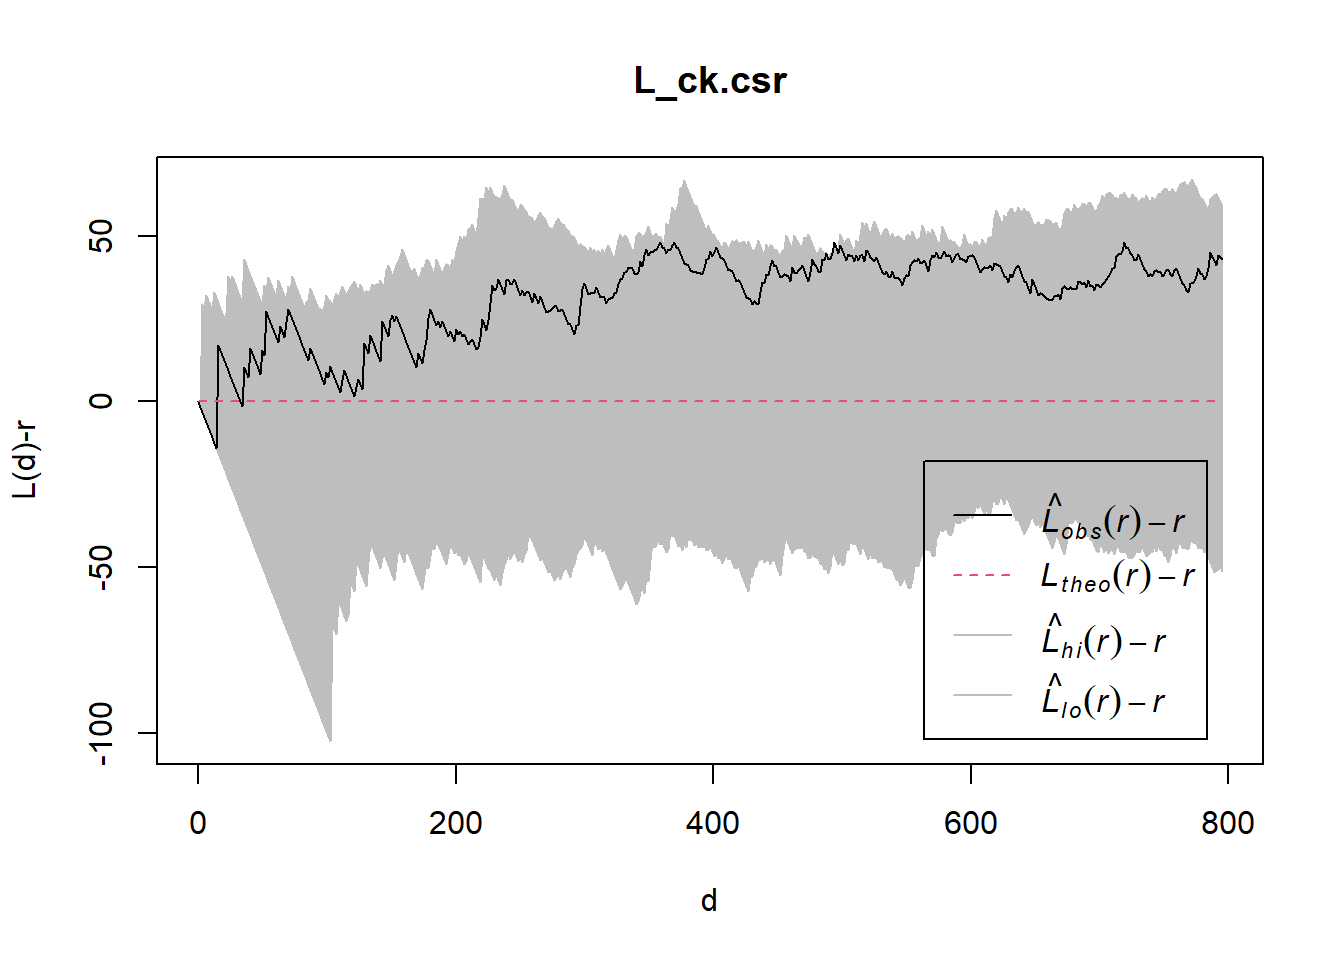 L_ck.csr
L(d)-r
50
0
-50
-100
0 200 400 600 800
d
L̂obs(r) − r
Ltheo(r) − r
L̂hi(r) − r
L̂lo(r) − r